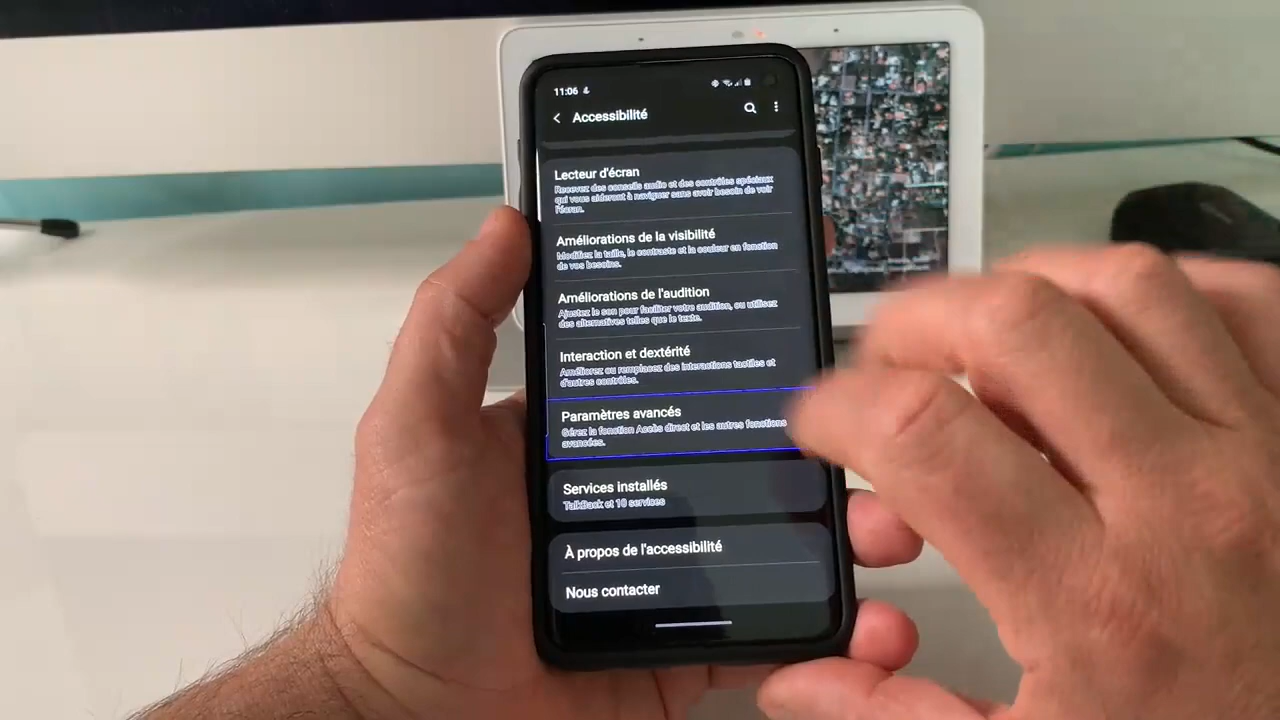 11:06
Accessibilité
Lecteur d'écran
Recevez des conseils audio et des contrôles spéciaux
qui vous aideront à naviguer sans avoir besoin de voir
l'écran.
Améliorations de la visibilité
Modifiez la taille, le contraste et la couleur en fonction
de vos besoins.
Améliorations de l'audition
Ajustez le son pour faciliter votre audition, ou utilisez
des alternatives telles que le texte.
Interaction et dextérité
Améliorez ou remplacez des interactions tactiles et
d'autres contrôles.
Paramètres avancés
Gérez la fonction Accès direct et les autres fonctions
avancées.
Services installés
TalkBack et 10 services
À propos de l'accessibilité
Nous contacter